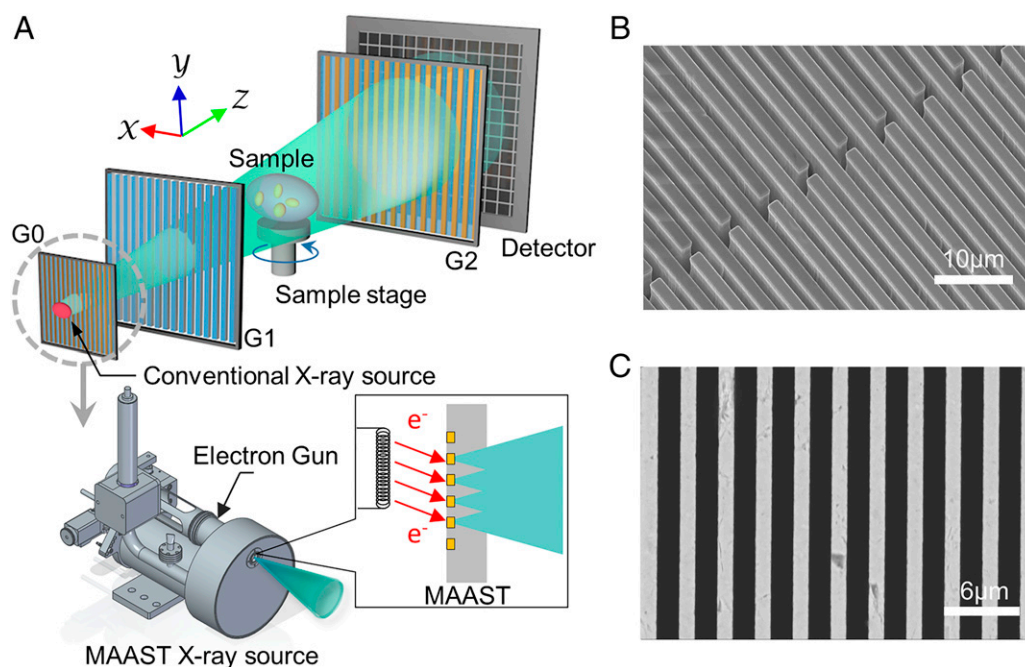 A
y
x
z
Sample
G0
G1
Sample stage
G2
Detector
Conventional X-ray source
Electron Gun
e-
e-
MAAST
MAAST X-ray source
B
10μm
C
6μm